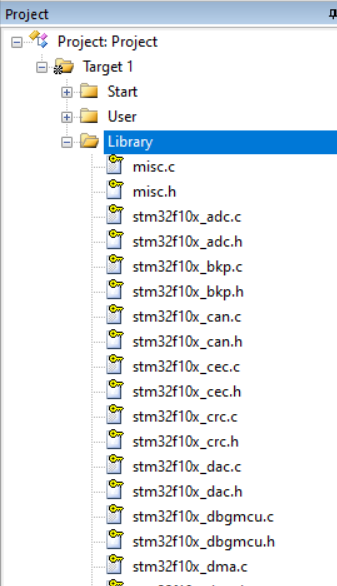 Project
Project: Project
Target 1
Start
User
Library
misc.c
misc.h
stm32f10x_adc.c
stm32f10x_adc.h
stm32f10x_bkp.c
stm32f10x_bkp.h
stm32f10x_can.c
stm32f10x_can.h
stm32f10x_cec.c
stm32f10x_cec.h
stm32f10x_crc.c
stm32f10x_crc.h
stm32f10x_dac.c
stm32f10x_dac.h
stm32f10x_dbgmcu.c
stm32f10x_dbgmcu.h
stm32f10x_dma.c